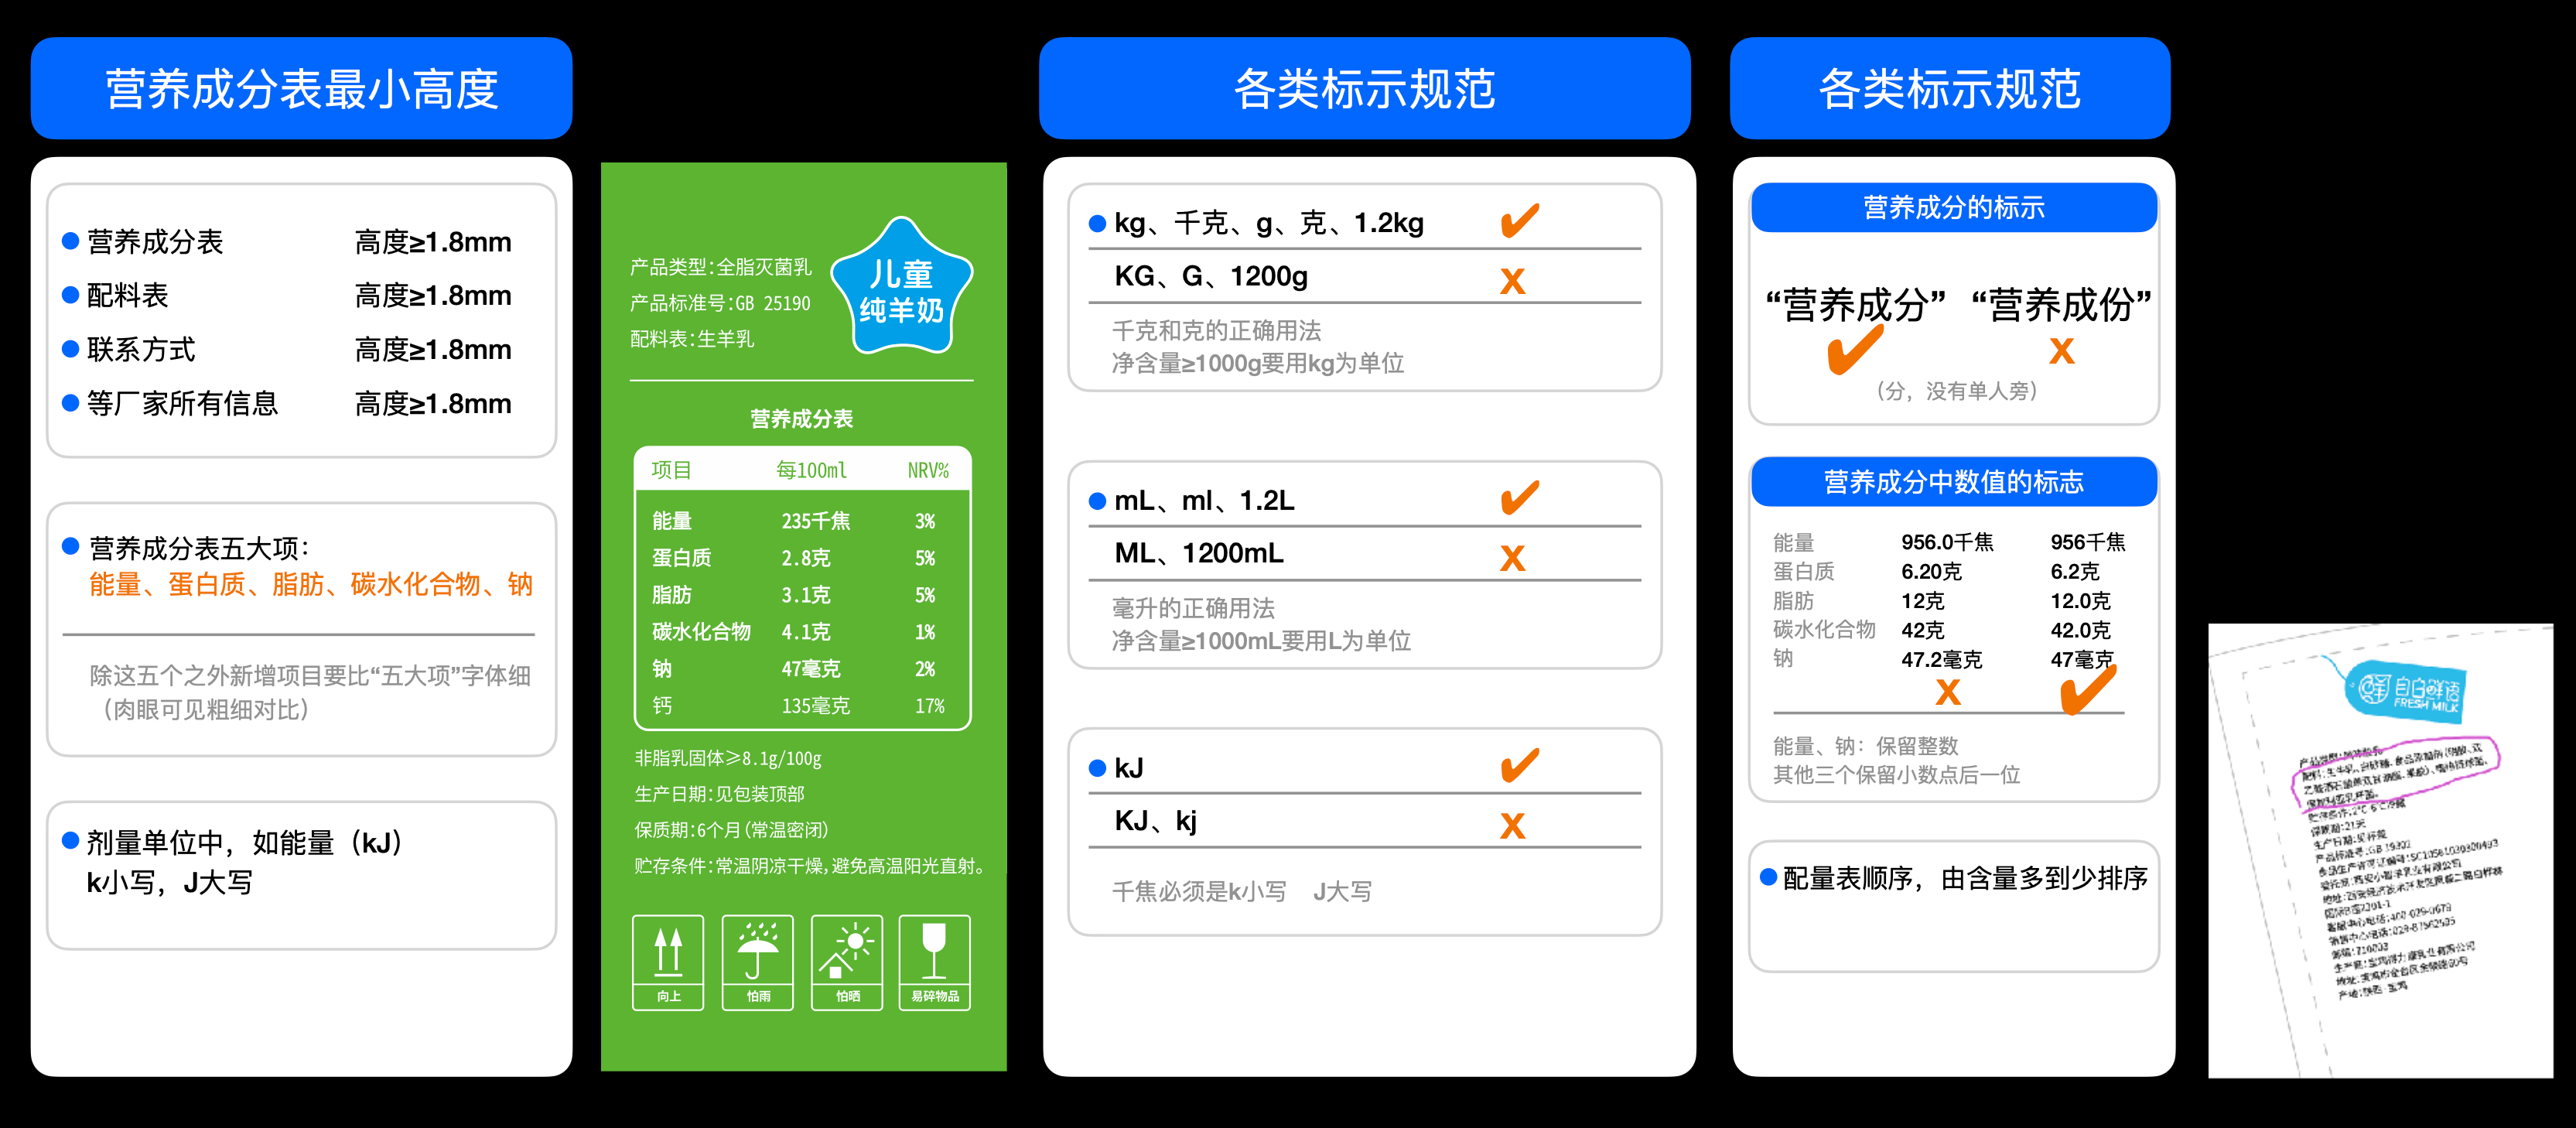 营养成分表最小高度
营养成分表 高度≥1.8mm
配料表 高度≥1.8mm
联系方式 高度≥1.8mm
等厂家所有信息 高度≥1.8mm
营养成分表五大项：
能量、蛋白质、脂肪、碳水化合物、钠
除这五个之外新增项目要比“五大项”字体细
（肉眼可见粗细对比）
剂量单位中，如能量（kJ）
k小写，J大写
产品类型：全脂灭菌乳
产品标准号：GB 25190
配料表：生羊乳
儿童
纯羊奶
营养成分表
项目 每100ml NRV%
能量 235千焦 3%
蛋白质 2.8克 5%
脂肪 3.1克 5%
碳水化合物 4.1克 1%
钠 47毫克 2%
钙 135毫克 17%
非脂乳固体≥8.1g/100g
生产日期：见包装顶部
保质期：6个月（常温密闭）
贮存条件：常温阴凉干燥，避免高温阳光直射。
向上 怕雨 怕晒 易碎物品
各类标示规范
kg、千克、g、克、1.2kg
KG、G、1200g x
千克和克的正确用法
净含量≥1000g要用kg为单位
mL、ml、1.2L
ML、1200mL x
毫升的正确用法
净含量≥1000mL要用L为单位
kJ
KJ、kj x
千焦必须是k小写 J大写
各类标示规范
营养成分的标示
“营养成分” “营养成份”
x
（分，没有单人旁）
营养成分中数值的标志
能量 956.0千焦 956千焦
蛋白质 6.20克 6.2克
脂肪 12克 12.0克
碳水化合物 42克 42.0克
钠 47.2毫克 47毫克
x
能量、钠：保留整数
其他三个保留小数点后一位
配量表顺序，由含量多到少排序
FRESH MILK
保质期：21天
产品标准号：GB 19302